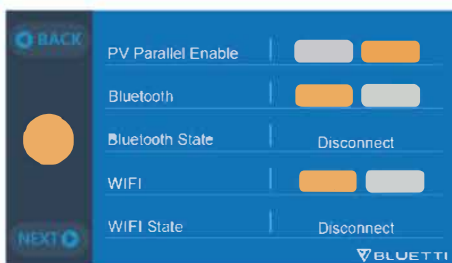 BACK
PV Parallel Enable
Bluetooth
Bluetooth State Disconnect
WIFI
WIFI State Disconnect
NEXT
BLUETTI